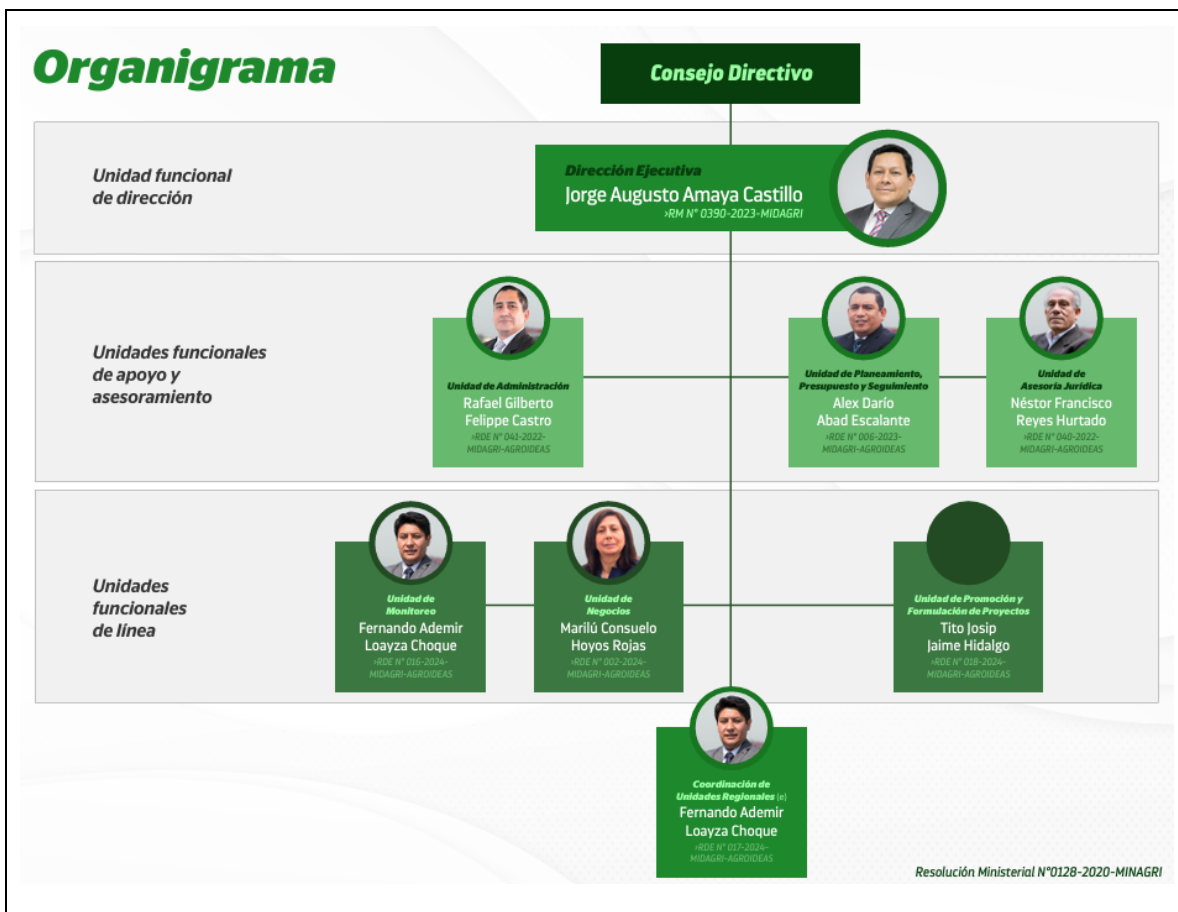 Organigrama
Consejo Directivo
Unidad funcional
de dirección
Dirección Ejecutiva
Jorge Augusto Amaya Castillo
>RM N° 0390-2023-MIDAGRI
Unidades funcionales
de apoyo y
asesoramiento
Unidad de Administración
Rafael Gilberto
Felippe Castro
>RDE N° 041-2022-
MIDAGRI-AGROIDEAS
Unidad de Planeamiento,
Presupuesto y Seguimiento
Alex Darío
Abad Escalante
>RDE N° 006-2023-
MIDAGRI-AGROIDEAS
Unidad de
Asesoría Jurídica
Néstor Francisco
Reyes Hurtado
>RDE N° 040-2022-
MIDAGRI-AGROIDEAS
Unidades
funcionales
de línea
Unidad de
Monitoreo
Fernando Ademir
Loayza Choque
>RDE N° 016-2024-
MIDAGRI-AGROIDEAS
Unidad de
Negocios
Marilú Consuelo
Hoyos Rojas
>RDE N° 002-2024-
MIDAGRI-AGROIDEAS
Unidad de Promoción y
Formulación de Proyectos
Tito Josip
Jaime Hidalgo
>RDE N° 018-2024-
MIDAGRI-AGROIDEAS
Coordinación de
Unidades Regionales (e)
Fernando Ademir
Loayza Choque
>RDE N° 017-2024-
MIDAGRI-AGROIDEAS
Resolución Ministerial N°0128-2020-MINAGRI